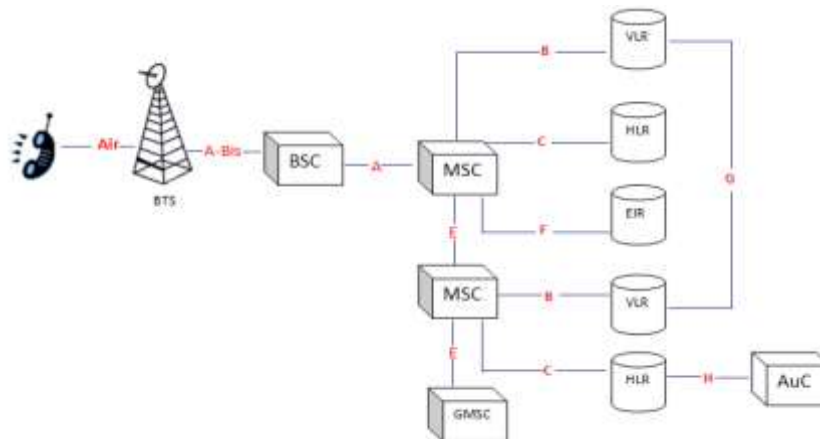 Air
BTS
A-Bis
BSC
A
MSC
B
VLR
C
HLR
F
EIR
G
E
MSC
B
VLR
C
HLR
H
AuC
E
GMSC